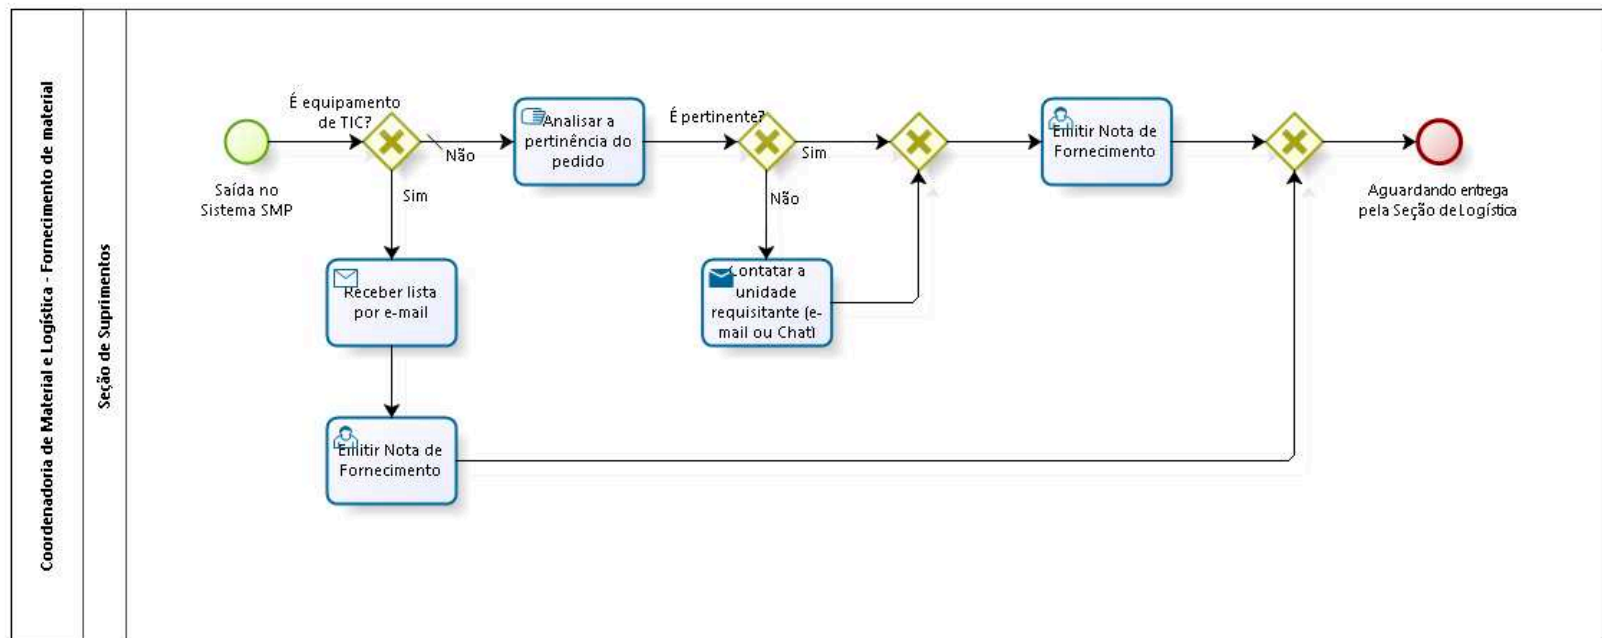 Coordenadoria de Material e Logística - Fornecimento de material
Seção de Suprimentos
Saída no
Sistema SMP
É equipamento
de TIC?
Não
Sim
Analisar a
pertinência do
pedido
É pertinente?
Sim
Não
Emitir Nota de
Fornecimento
Aguardando entrega
pela Seção de Logística
Receber lista
por e-mail
Contatar a
unidade
requisitante (e-
mail ou Chat)
Emitir Nota de
Fornecimento